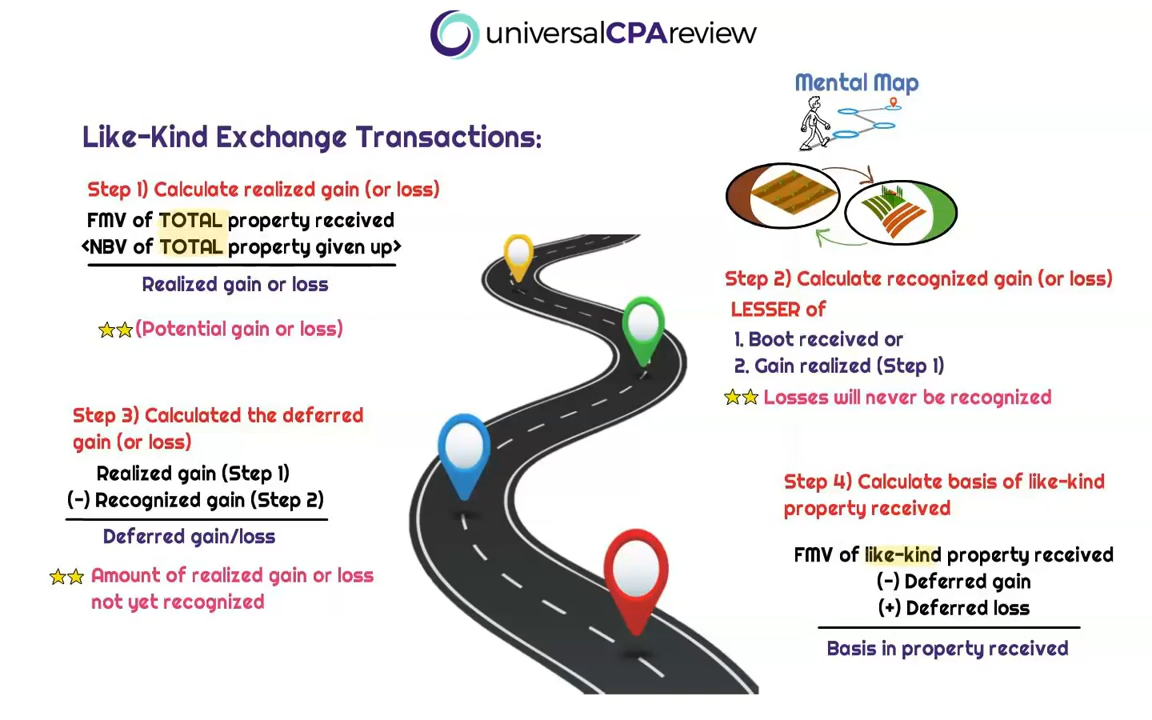 universalCPAreview
Mental Map
Like-Kind Exchange Transactions:
Step 1) Calculate realized gain (or loss)
FMV of TOTAL property received
<NBV of TOTAL property given up>
Realized gain or loss
(Potential gain or loss)
Step 2) Calculate recognized gain (or loss)
LESSER of
1. Boot received or
2. Gain realized (Step 1)
Losses will never be recognized
Step 3) Calculated the deferred
gain (or loss)
Realized gain (Step 1)
(-) Recognized gain (Step 2)
Deferred gain/loss
Amount of realized gain or loss
not yet recognized
Step 4) Calculate basis of like-kind
property received
FMV of like-kind property received
(-) Deferred gain
(+) Deferred loss
Basis in property received